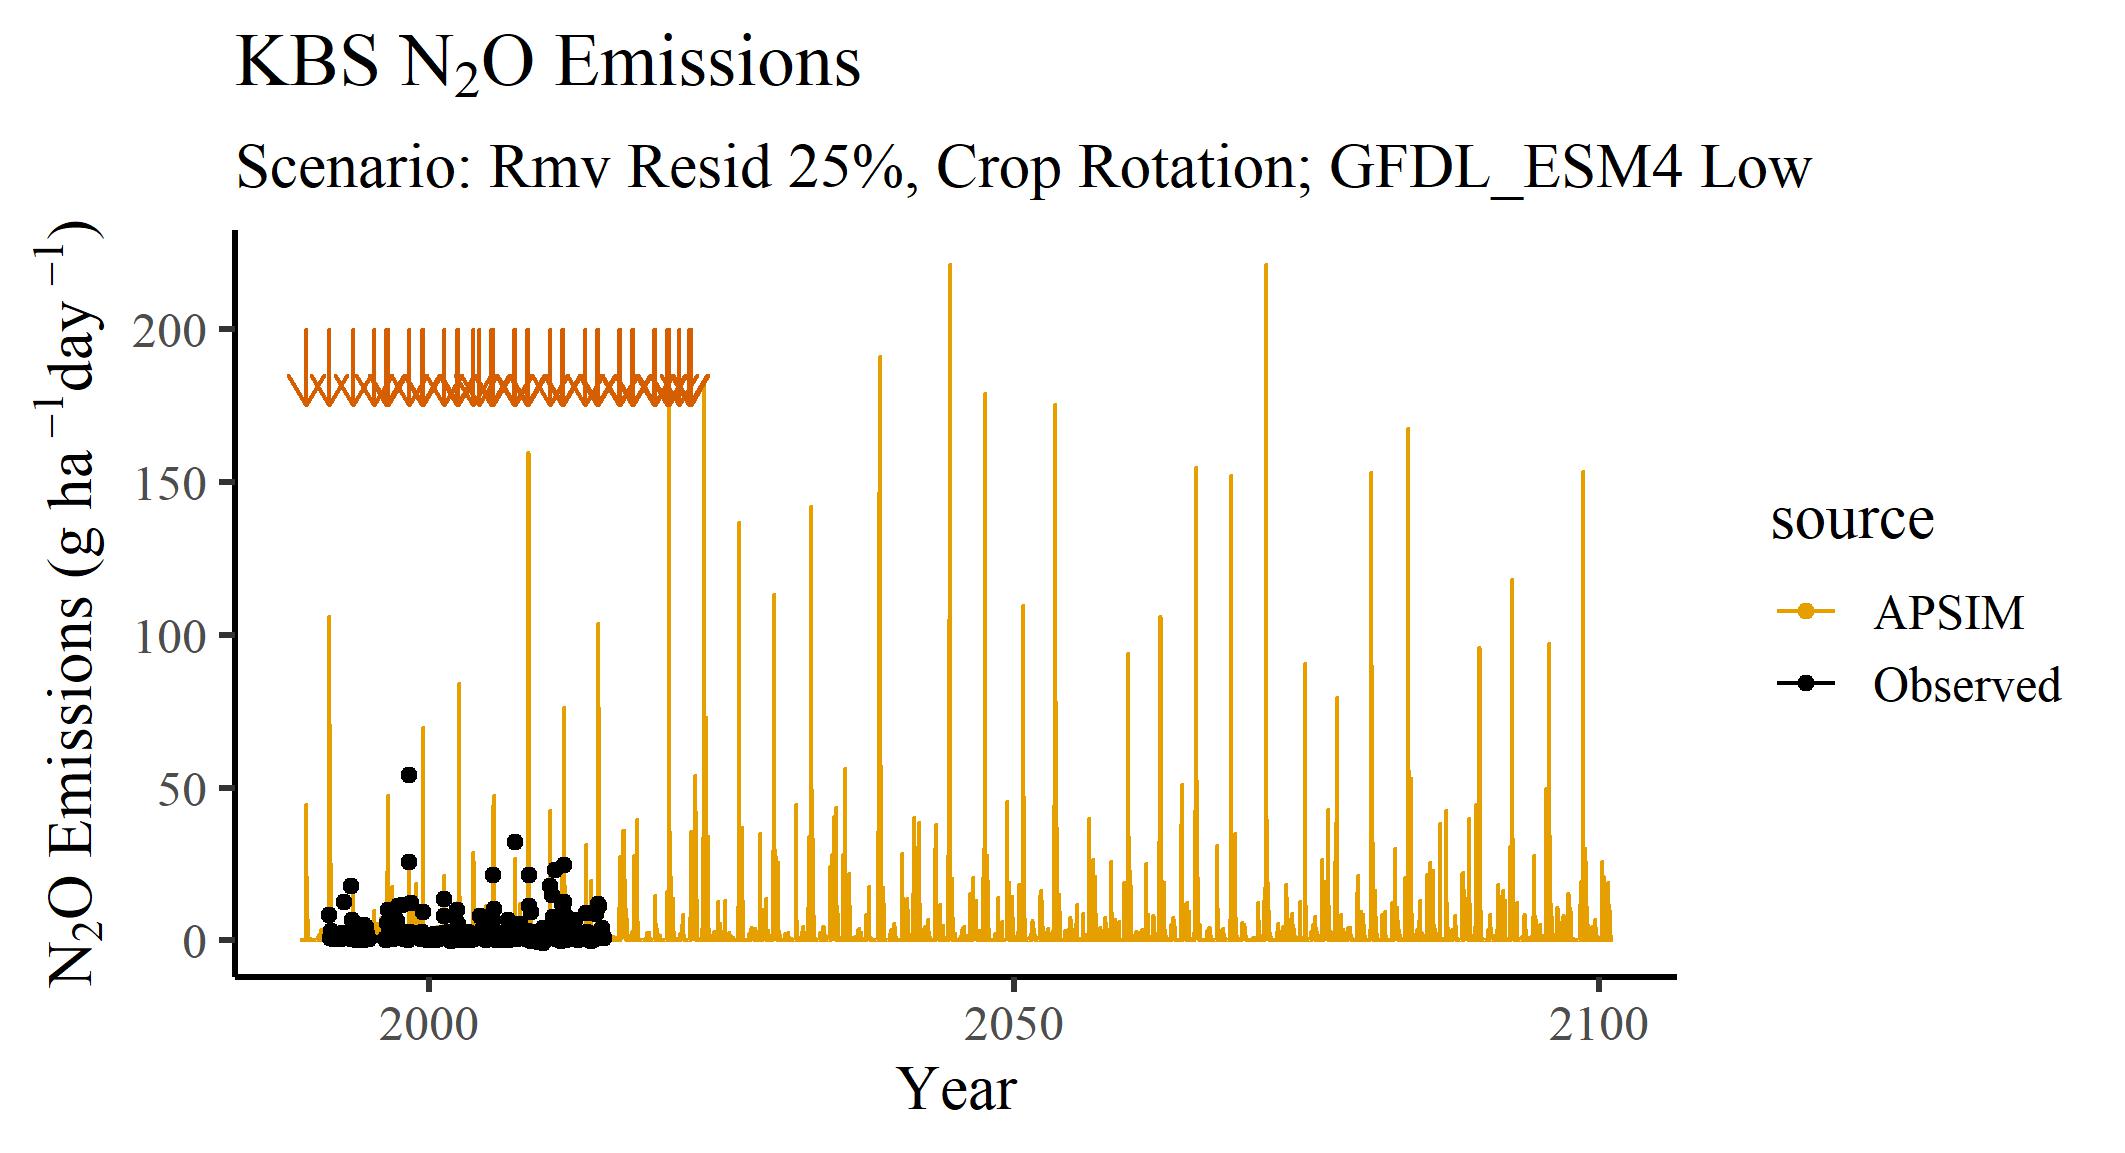 KBS N₂O Emissions
Scenario: Rmv Resid 25%, Crop Rotation; GFDL_ESM4 Low
N₂O Emissions (g ha⁻¹day⁻¹)
200
150
100
50
0
2000
2050
2100
Year
source
APSIM
Observed